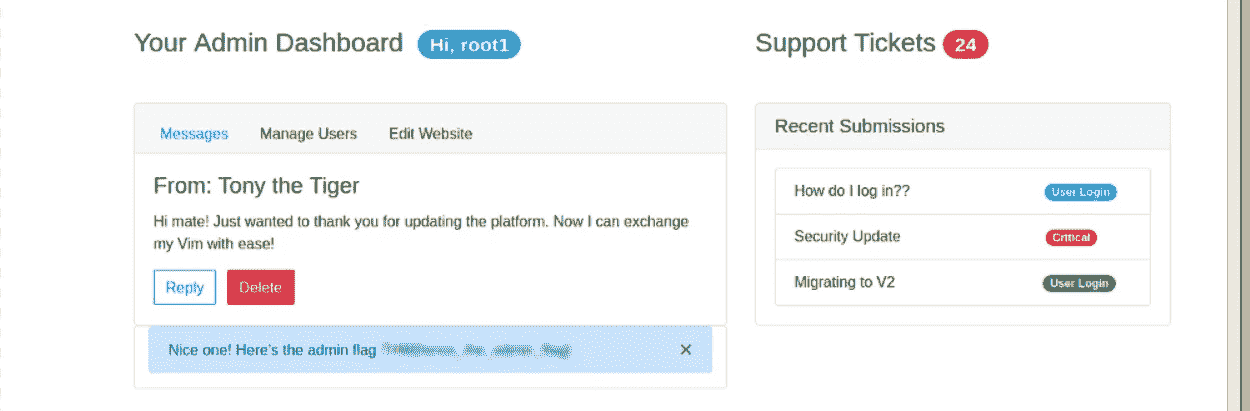 Your Admin Dashboard Hi, root1
Messages Manage Users Edit Website
From: Tony the Tiger
Hi mate! Just wanted to thank you for updating the platform. Now I can exchange
my Vim with ease!
Reply Delete
Nice one! Here's the admin flag
×
Support Tickets 24
Recent Submissions
How do I log in?? User Login
Security Update Critical
Migrating to V2 User Login